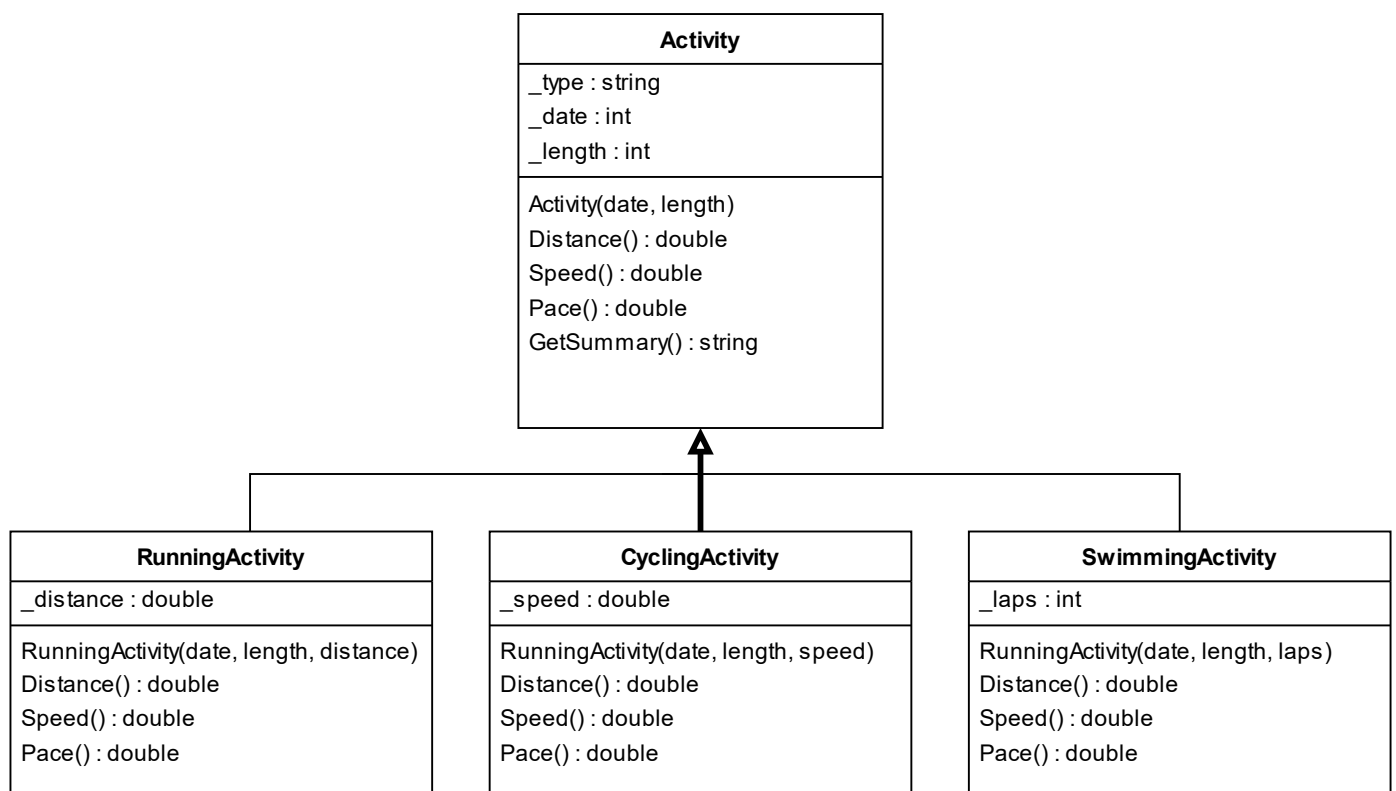 Activity
_type : string
_date : int
_length : int
Activity(date, length)
Distance() : double
Speed() : double
Pace() : double
GetSummary() : string
RunningActivity
_distance : double
RunningActivity(date, length, distance)
Distance() : double
Speed() : double
Pace() : double
CyclingActivity
_speed : double
RunningActivity(date, length, speed)
Distance() : double
Speed() : double
Pace() : double
SwimmingActivity
_laps : int
RunningActivity(date, length, laps)
Distance() : double
Speed() : double
Pace() : double